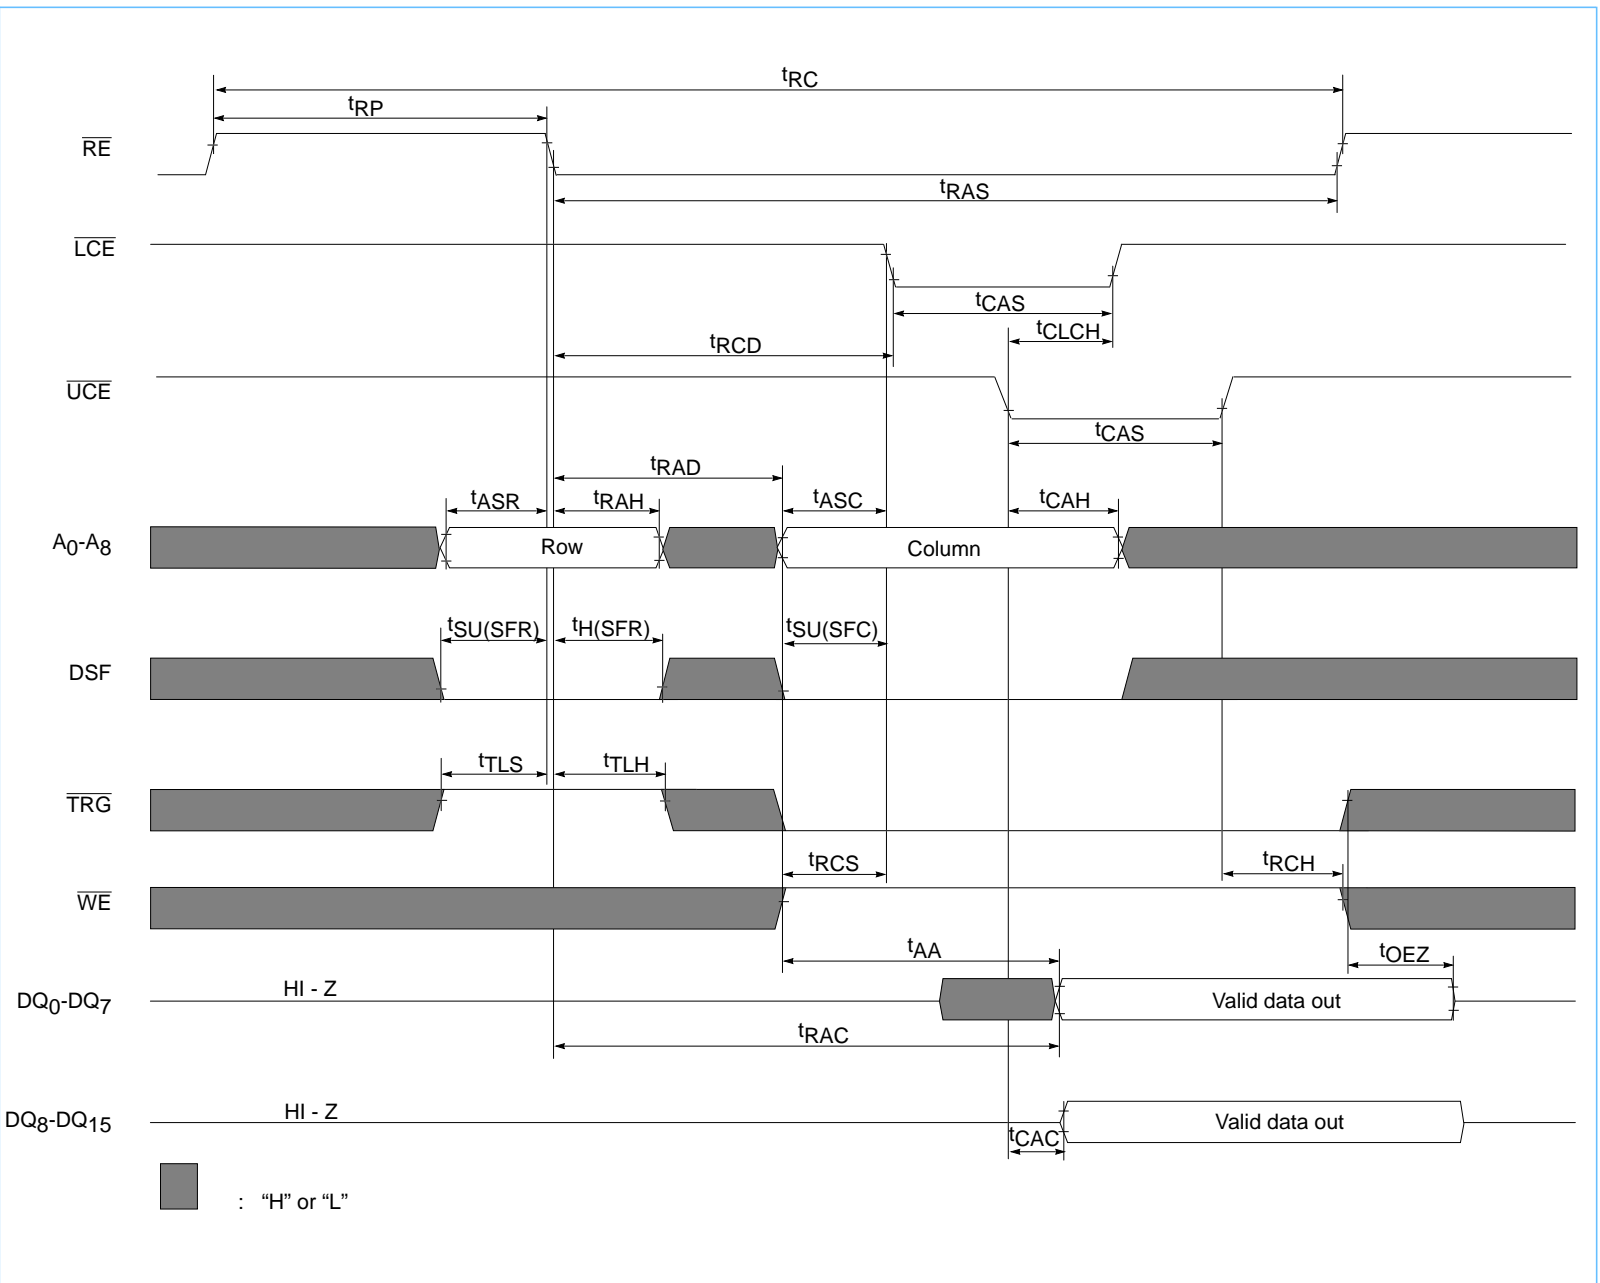 tRC
tRP
RE
tRAS
LCE
tCAS
tCLCH
tRCD
UCE
tCAS
tRAD
tASR tRAH tASC tCAH
A0-A8 Row Column
tSU(SFR) tH(SFR) tSU(SFC)
DSF
tTLS tTLH
TRG
tRCS tRCH
WE
tAA tOEZ
DQ0-DQ7 HI - Z Valid data out
tRAC
DQ8-DQ15 HI - Z Valid data out
tCAC
: “H” or “L”